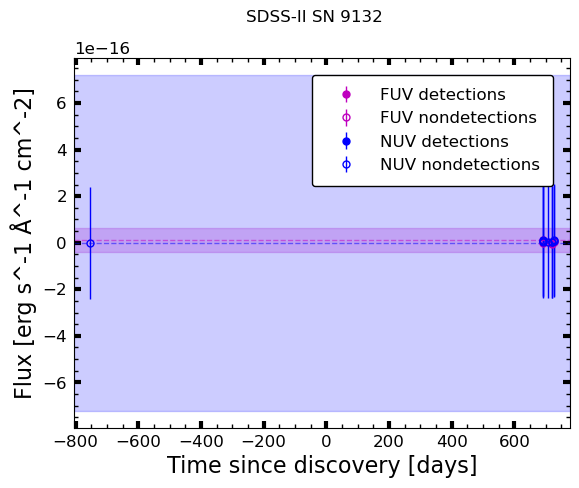 SDSS-II SN 9132
1e−16
FUV detections
FUV nondetections
NUV detections
NUV nondetections
6
4
2
0
−2
−4
−6
Flux [erg s^-1 Å^-1 cm^-2]
−800 −600 −400 −200 0 200 400 600
Time since discovery [days]